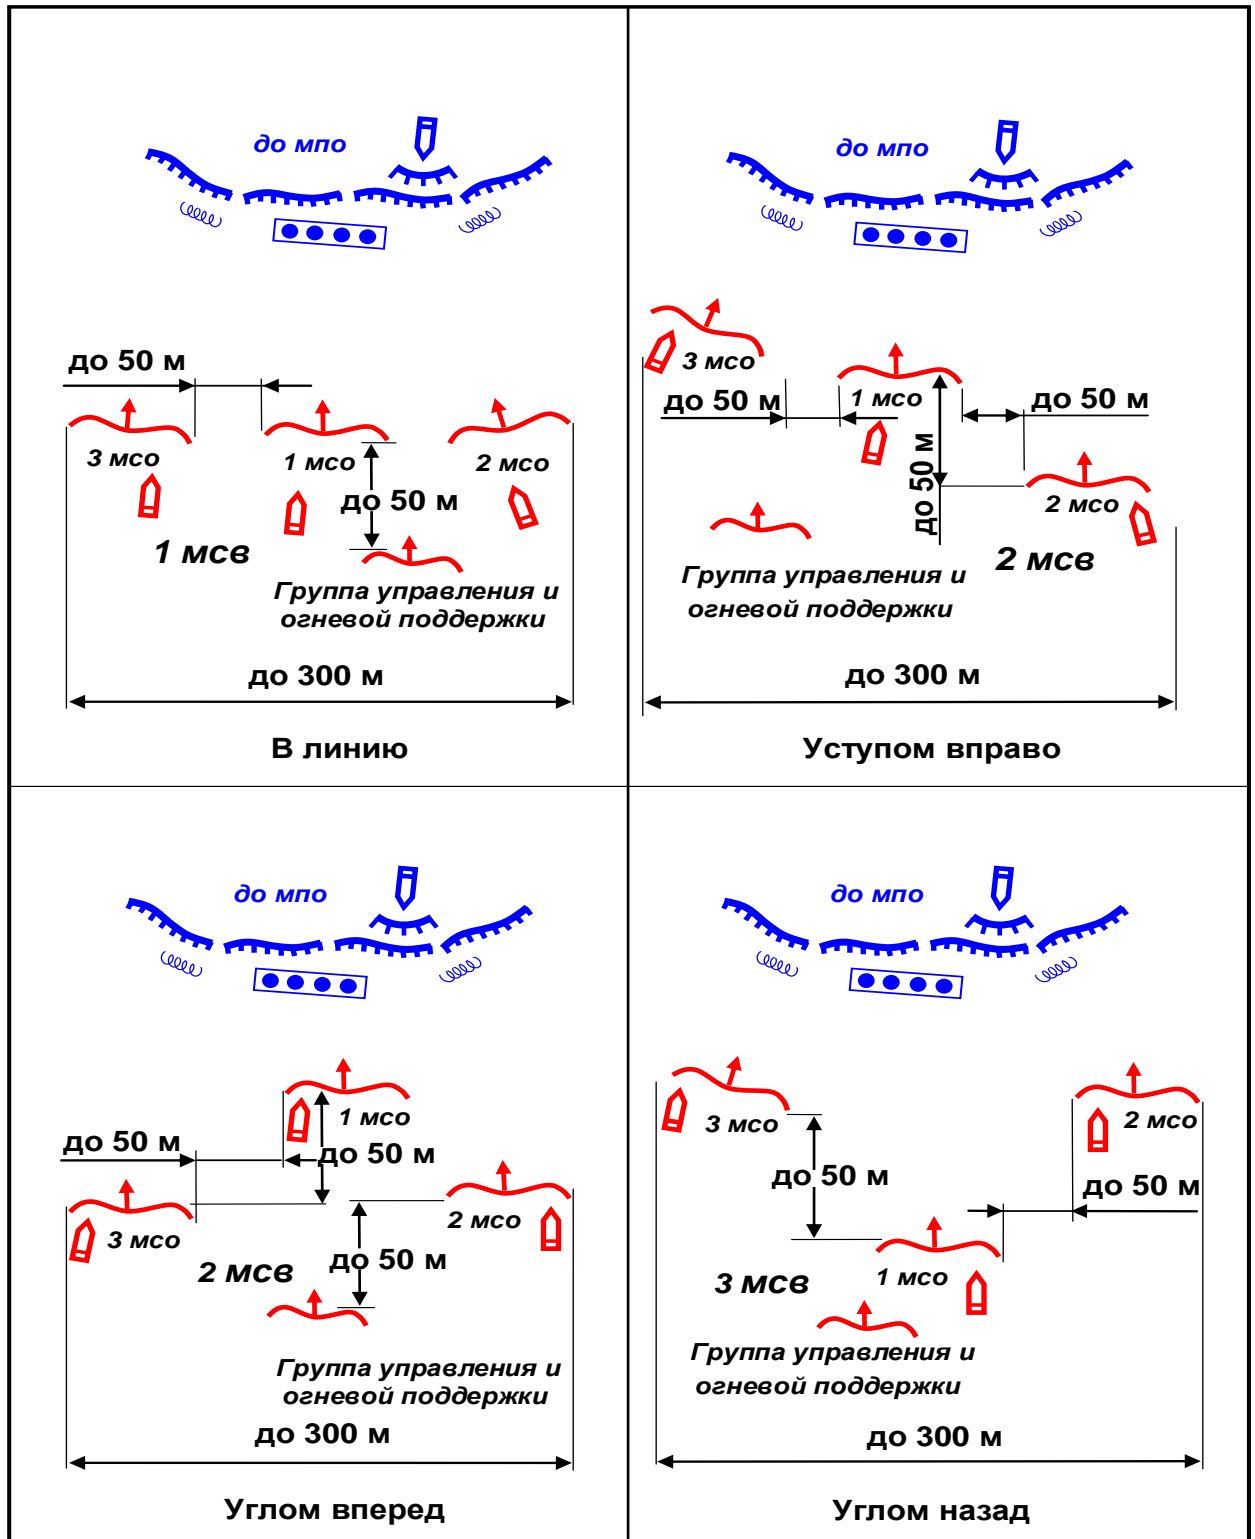 до мпо
до 50 м
3 мсо
1 мсо
2 мсо
до 50 м
1 мсв
Группа управления и
огневой поддержки
до 300 м
В линию
до мпо
3 мсо
1 мсо
до 50 м
до 50 м
до 50 м
2 мсо
2 мсв
Группа управления и
огневой поддержки
до 300 м
Уступом вправо
до мпо
1 мсо
до 50 м
до 50 м
3 мсо
2 мсо
до 50 м
2 мсв
Группа управления и
огневой поддержки
до 300 м
Углом вперед
до мпо
3 мсо
2 мсо
до 50 м
до 50 м
1 мсо
3 мсв
Группа управления и
огневой поддержки
до 300 м
Углом назад